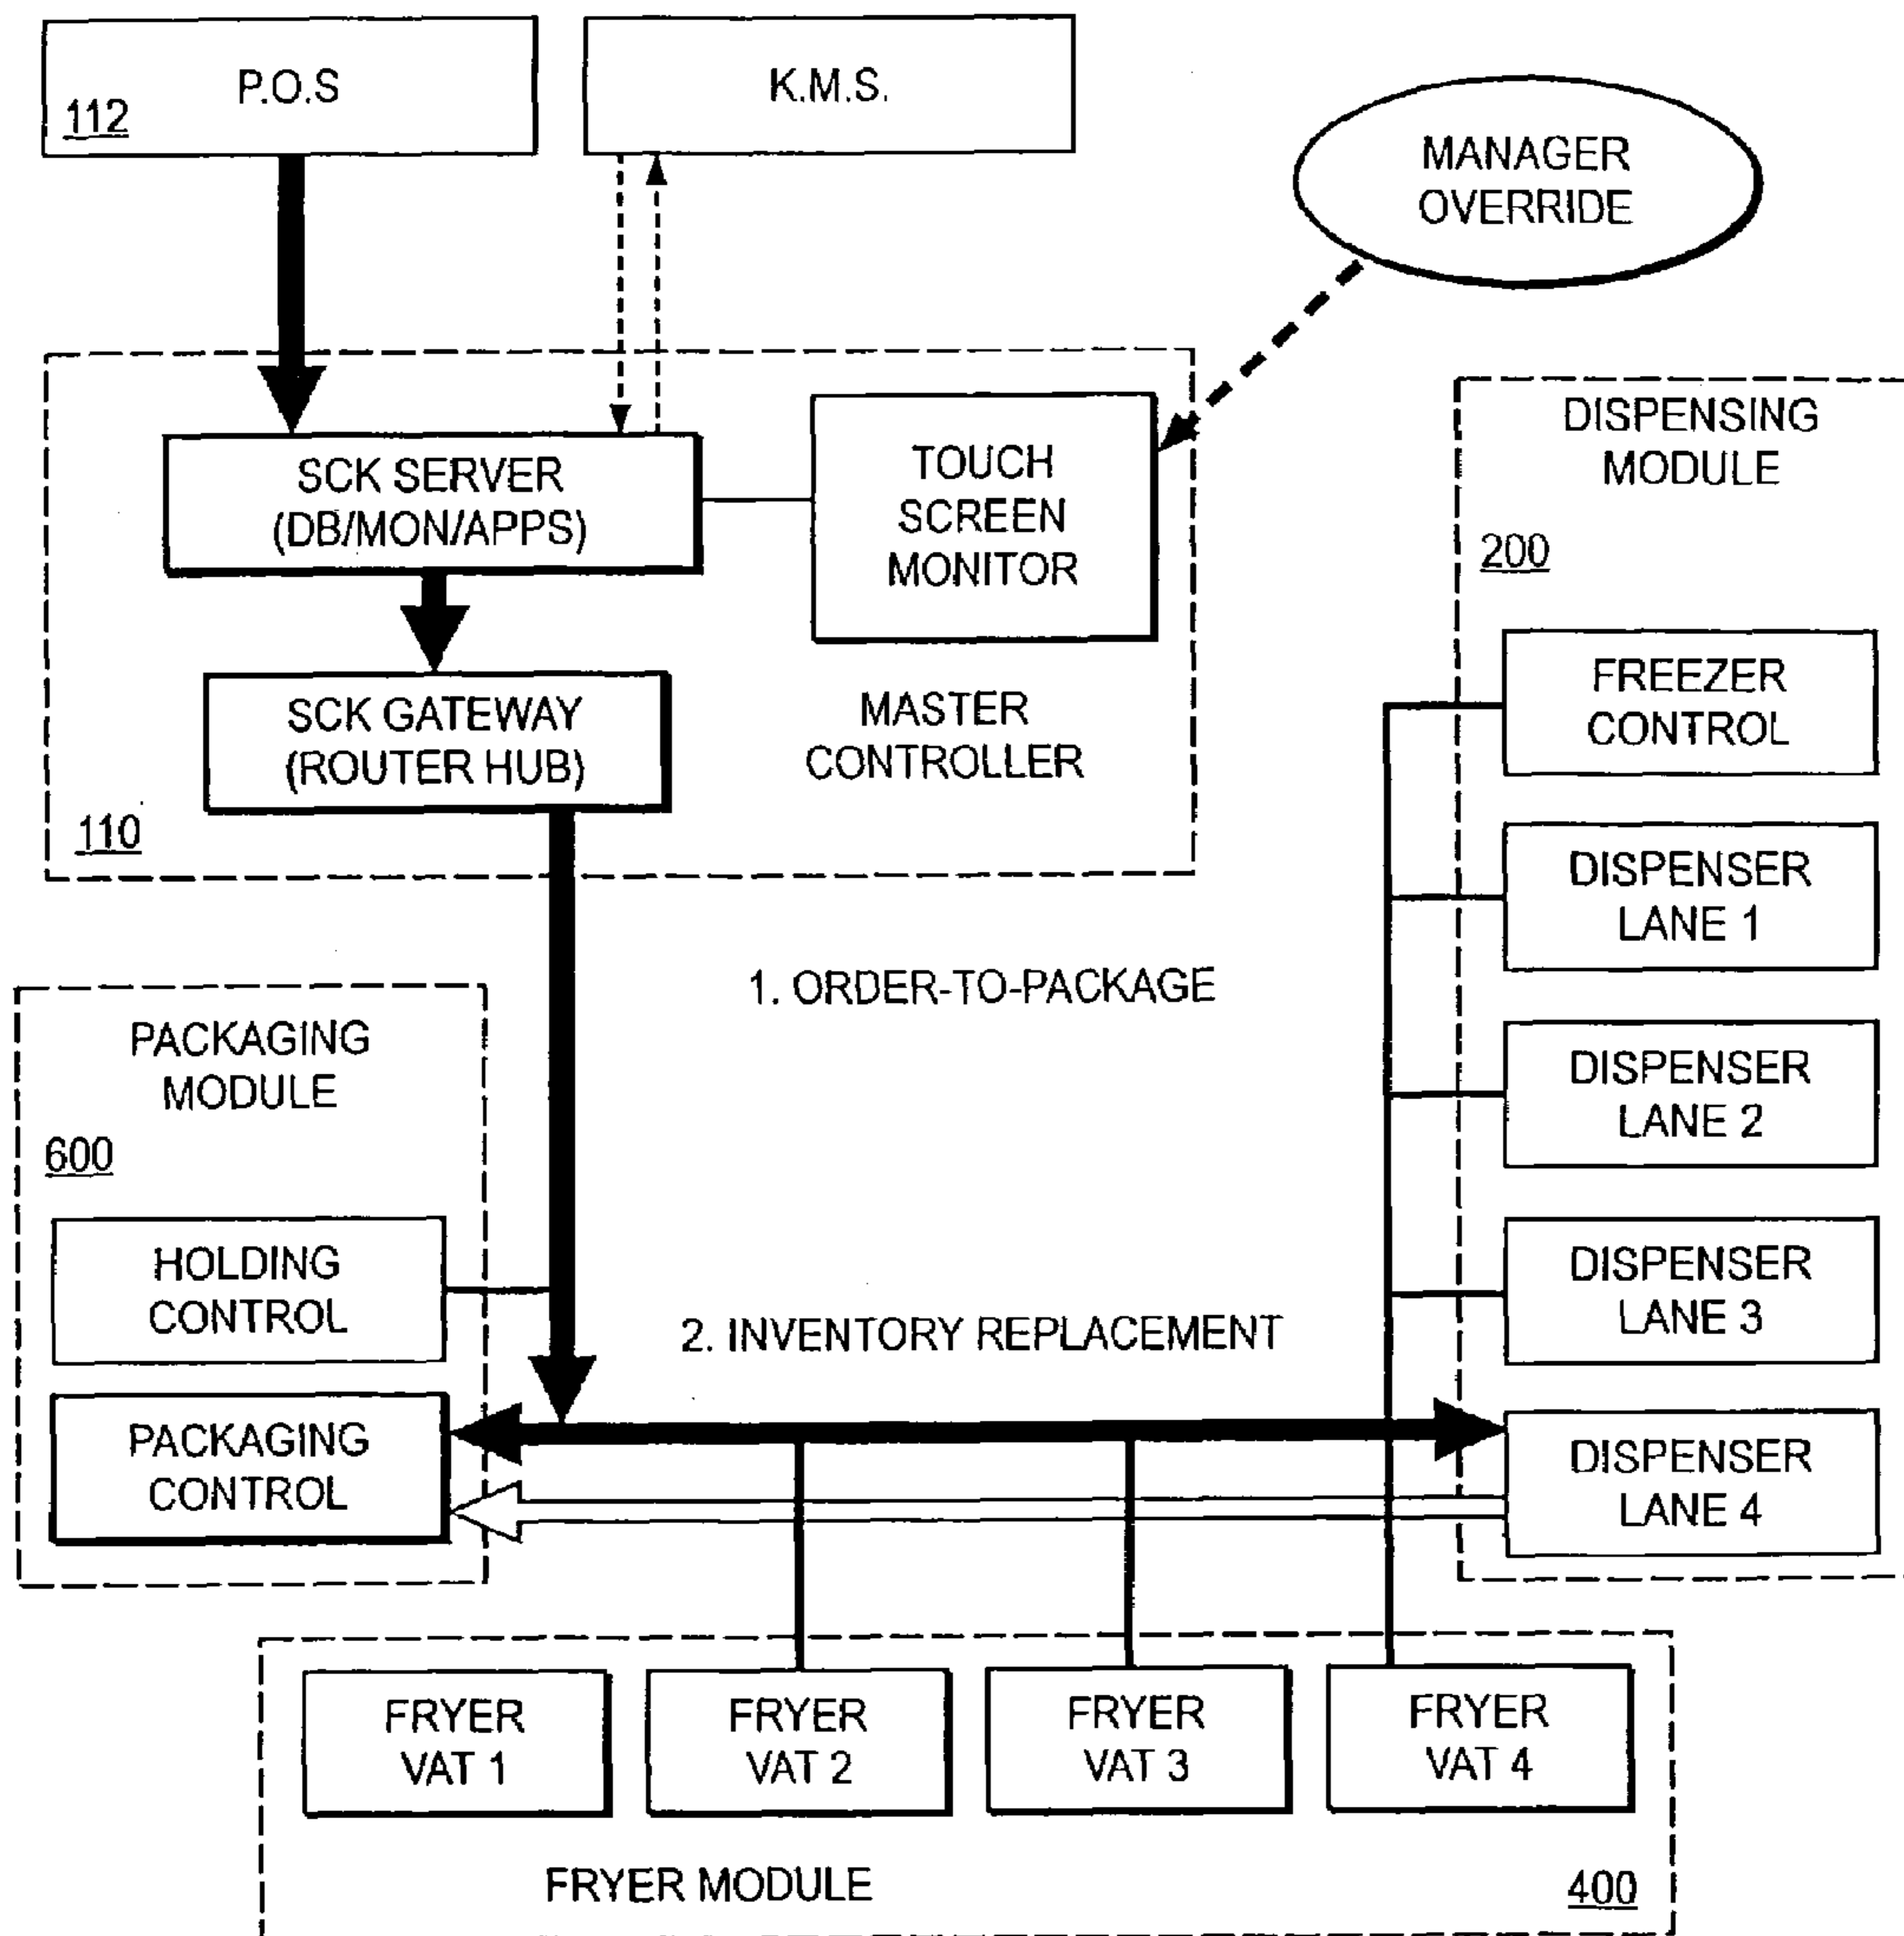 P.O.S
112
K.M.S.
MANAGER
OVERRIDE
SCK SERVER
(DB/MON/APPS)
TOUCH
SCREEN
MONITOR
SCK GATEWAY
(ROUTER HUB)
MASTER
CONTROLLER
110
DISPENSING
MODULE
200
FREEZER
CONTROL
DISPENSER
LANE 1
DISPENSER
LANE 2
DISPENSER
LANE 3
DISPENSER
LANE 4
1. ORDER-TO-PACKAGE
2. INVENTORY REPLACEMENT
PACKAGING
MODULE
600
HOLDING
CONTROL
PACKAGING
CONTROL
FRYER
VAT 1
FRYER
VAT 2
FRYER
VAT 3
FRYER
VAT 4
FRYER MODULE
400